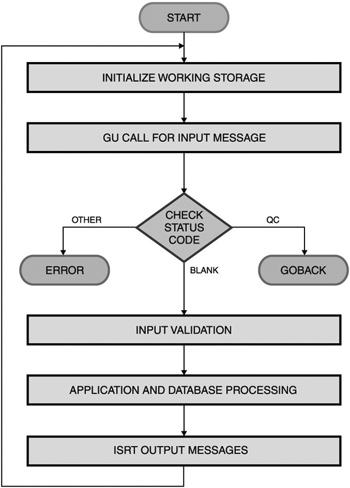 START
INITIALIZE WORKING STORAGE
GU CALL FOR INPUT MESSAGE
CHECK
STATUS
CODE
OTHER
QC
ERROR
GOBACK
BLANK
INPUT VALIDATION
APPLICATION AND DATABASE PROCESSING
ISRT OUTPUT MESSAGES